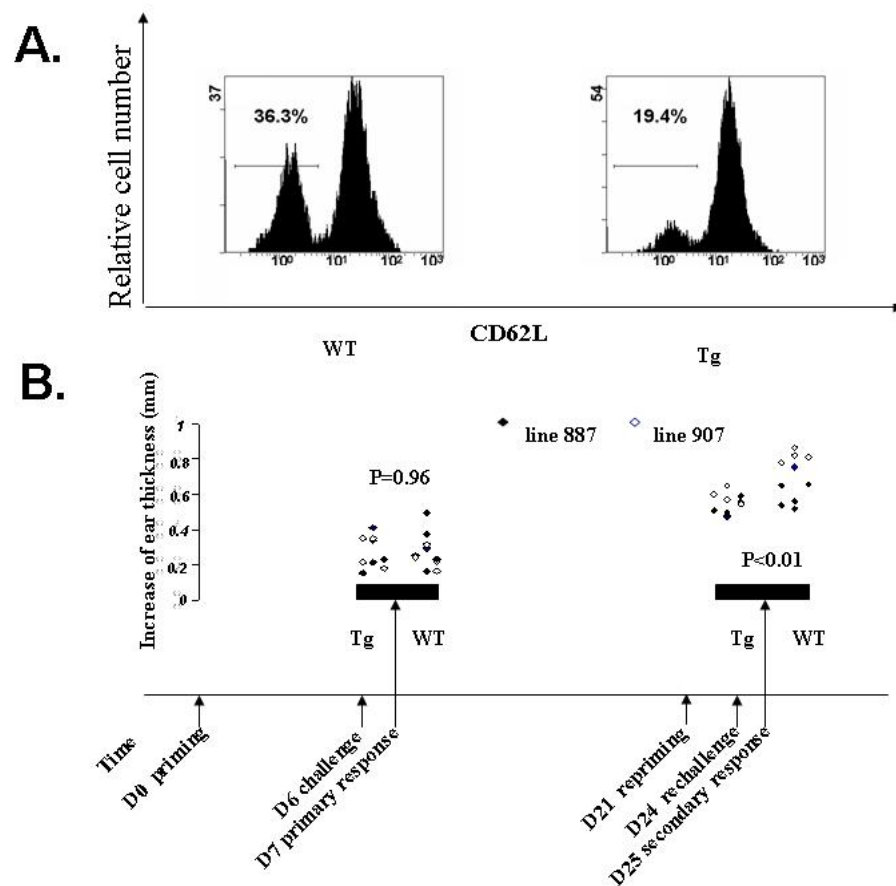 A.
Relative cell number
37
36.3%
10⁰ 10¹ 10² 10³
54
19.4%
10⁰ 10¹ 10² 10³
CD62L
WT
Tg
B.
Increase of ear thickness (mm)
1
0.8
0.6
0.4
0.2
0
line 887
line 907
P=0.96
P<0.01
Tg WT
Tg WT
Time
D0 priming
D6 challenge
D7 primary response
D21 repriming
D24 rechallenge
D25 secondary response